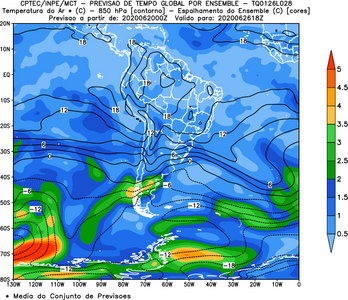 CPTEC/INPE/MCT - PREVISAO DE TEMPO GLOBAL POR ENSEMBLE - TQ0126L028
Temperatura do Ar * (C) - 850 hPa [contorno] - Espalhamento do Ensemble (C) [cores]
Previsao a partir de: 2020062000Z Valido para: 2020062618Z
20N
10N
EQ
10S
20S
30S
40S
50S
60S
70S
80S
130W 120W 110W 100W 90W 80W 70W 60W 50W 40W 30W 20W 10W 0
5
4.5
4
3.5
3
2.5
2
1.5
1
0.5
18
18
18
18
18
12
12
12
12
6
6
6
-6
-6
-12
-12
-12
-12
-12
-18
* Media do Conjunto de Previsoes